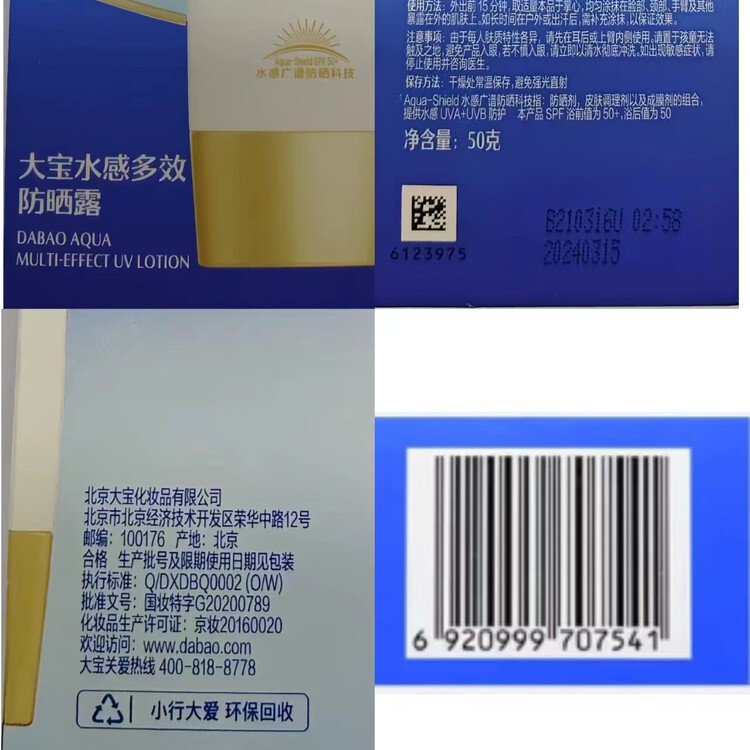 Aqua-Shield SPF 50+
水感广谱防晒科技
大宝水感多效
防晒露
DABAO AQUA
MULTI-EFFECT UV LOTION
使用方法：外出前15分钟，取适量本品于掌心，均匀涂抹在脸部、颈部、手臂及其他
暴露在外的肌肤上。如长时间在户外或出汗后，需补充涂抹，以保证效果。
注意事项：由于每人肤质特性各异，请先在耳后或上臂内侧使用。请置于孩童无法
触及之地，避免产品入眼，若不慎入眼，请立即以清水彻底冲洗。如出现敏感症状，请
停止使用并咨询医生。
保存方法：干燥处常温保存，避免强光直射
¹Aqua-Shield 水感广谱防晒科技指：防晒剂，皮肤调理剂以及成膜剂的组合，
提供水感 UVA+UVB 防护 本产品 SPF 浴前值为 50+，浴后值为 50
净含量：50克
6123975
B210316U 02:58
20240315
北京大宝化妆品有限公司
北京市北京经济技术开发区荣华中路12号
邮编：100176 产地：北京
合格 生产批号及限期使用日期见包装
执行标准：Q/DXDBQ0002 (O/W)
批准文号：国妆特字G20200789
化妆品生产许可证：京妆20160020
欢迎访问：www.dabao.com
大宝关爱热线 400-818-8778
小行大爱 环保回收
6 920999 707541